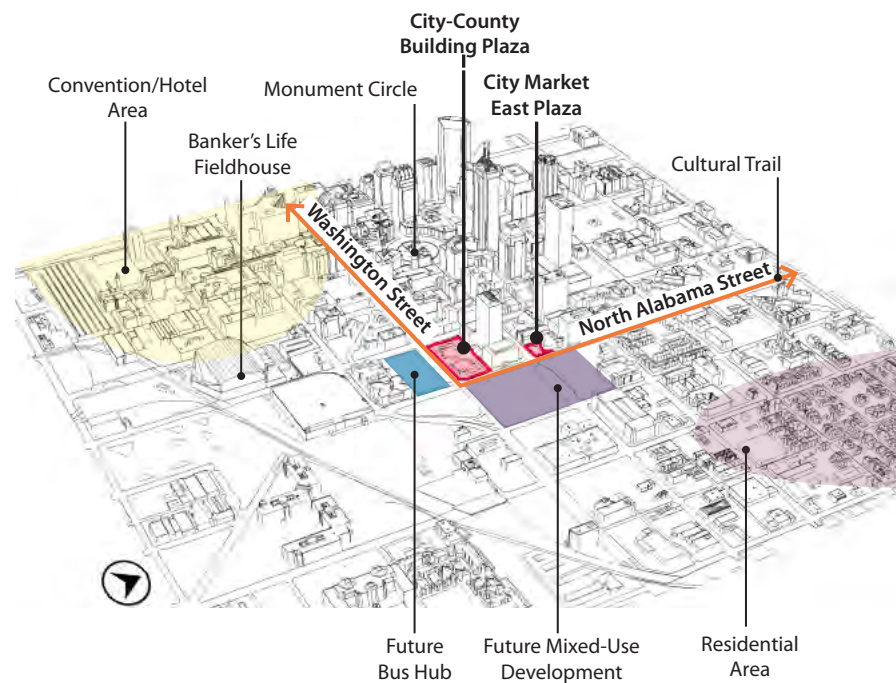 City-County
Building Plaza
City Market
East Plaza
Convention/Hotel
Area
Monument Circle
Banker's Life
Fieldhouse
Cultural Trail
Washington Street
North Alabama Street
Future
Bus Hub
Future Mixed-Use
Development
Residential
Area